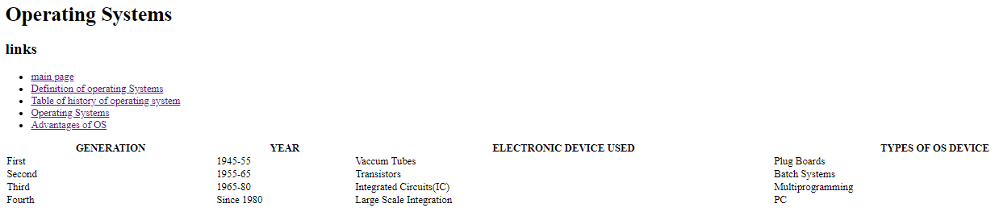 Operating Systems
links
main page
Definition of operating Systems
Table of history of operating system
Operating Systems
Advantages of OS
GENERATION YEAR ELECTRONIC DEVICE USED TYPES OF OS DEVICE
First 1945-55 Vaccum Tubes Plug Boards
Second 1955-65 Transistors Batch Systems
Third 1965-80 Integrated Circuits(IC) Multiprogramming
Fourth Since 1980 Large Scale Integration PC